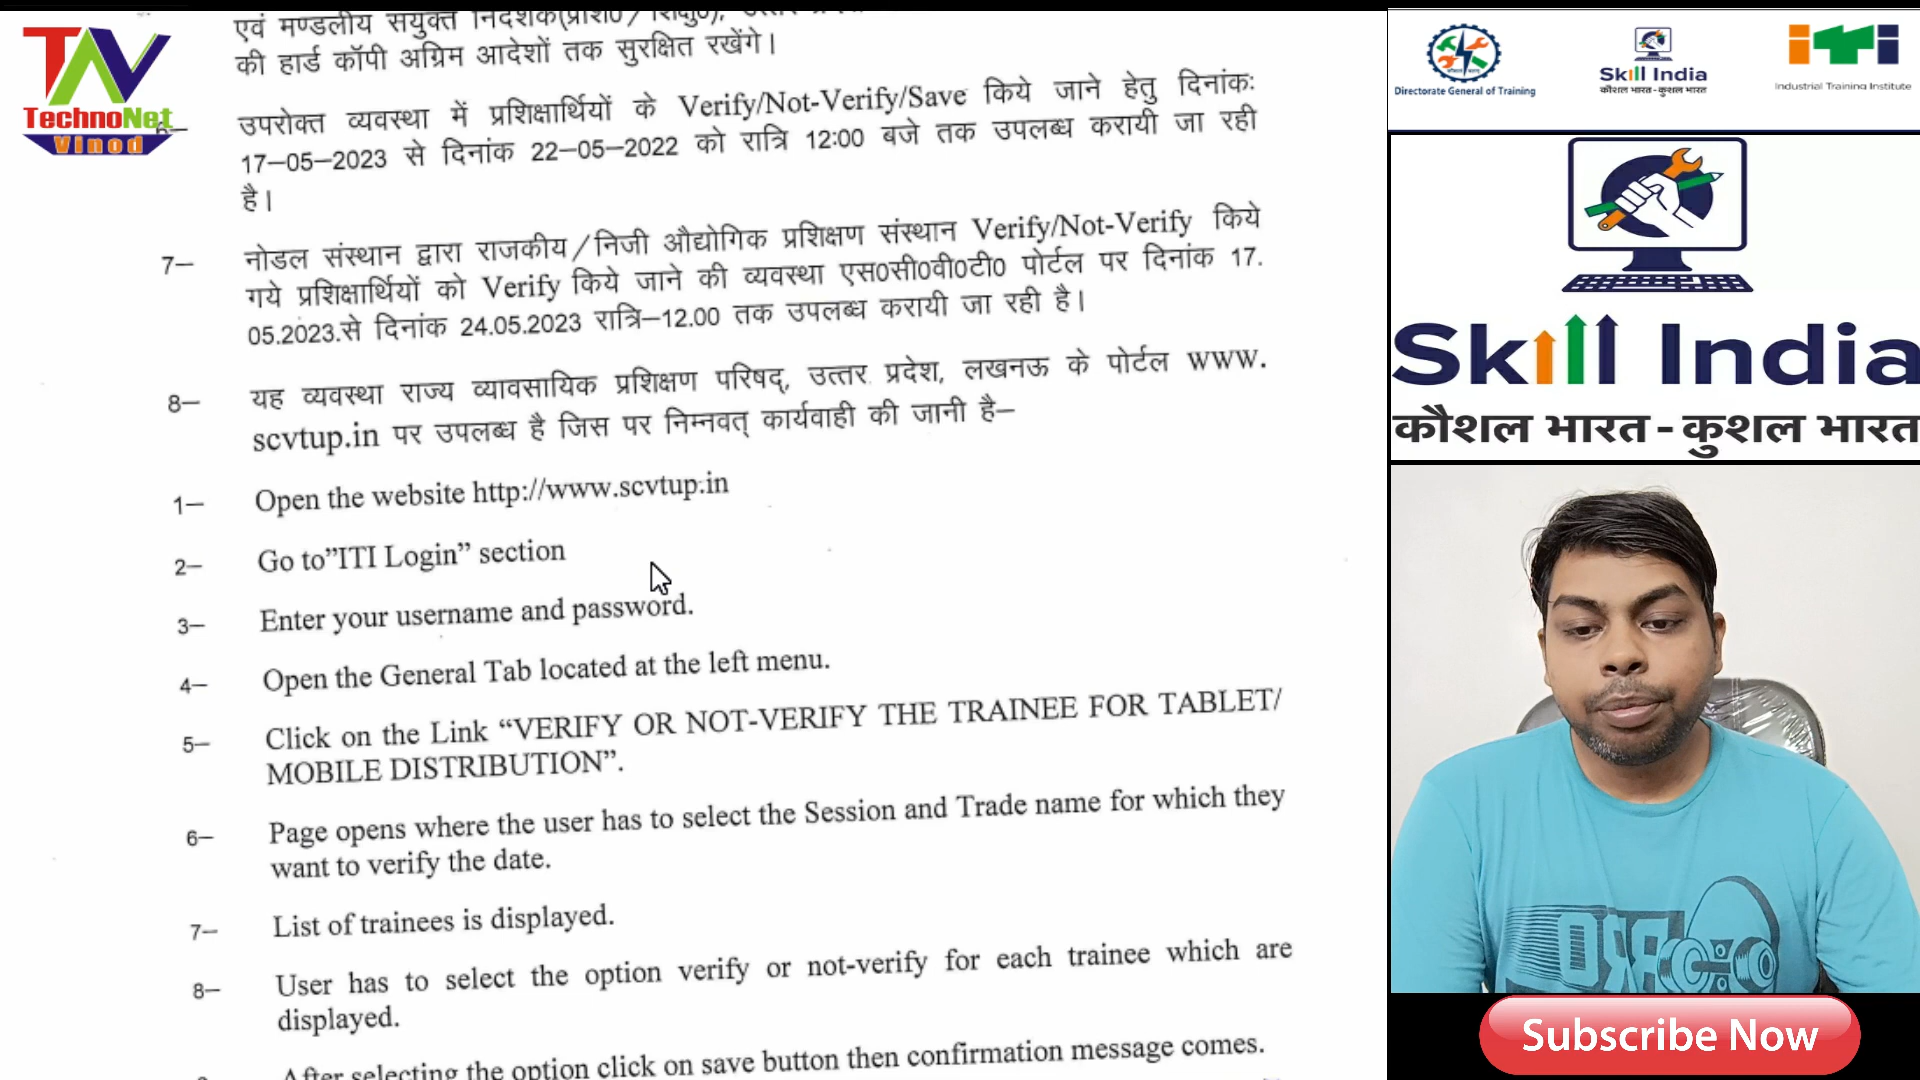 एवं मण्डलीय संयुक्त निदेशक(प्रशि0/शिक्षु0), उत्तर
की हार्ड कॉपी अग्रिम आदेशों तक सुरक्षित रखेंगे।
6– उपरोक्त व्यवस्था में प्रशिक्षार्थियों के Verify/Not-Verify/Save किये जाने हेतु दिनांकः
17–05–2023 से दिनांक 22–05–2022 को रात्रि 12:00 बजे तक उपलब्ध करायी जा रही
है।
7– नोडल संस्थान द्वारा राजकीय/निजी औद्योगिक प्रशिक्षण संस्थान Verify/Not-Verify किये
गये प्रशिक्षार्थियों को Verify किये जाने की व्यवस्था एस0सी0वी0टी0 पोर्टल पर दिनांक 17.
05.2023.से दिनांक 24.05.2023 रात्रि–12.00 तक उपलब्ध करायी जा रही है।
8– यह व्यवस्था राज्य व्यावसायिक प्रशिक्षण परिषद्, उत्तर प्रदेश, लखनऊ के पोर्टल www.
scvtup.in पर उपलब्ध है जिस पर निम्नवत् कार्यवाही की जानी है–
1– Open the website http://www.scvtup.in
2– Go to”ITI Login” section
3– Enter your username and password.
4– Open the General Tab located at the left menu.
5– Click on the Link “VERIFY OR NOT-VERIFY THE TRAINEE FOR TABLET/
MOBILE DISTRIBUTION”.
6– Page opens where the user has to select the Session and Trade name for which they
want to verify the date.
7– List of trainees is displayed.
8– User has to select the option verify or not-verify for each trainee which are
displayed.
After selecting the option click on save button then confirmation message comes.
TNV
TechnoNet
Vinod
Directorate General of Training
Skill India
कौशल भारत-कुशल भारत
iTi
Industrial Training Institute
Skill India
कौशल भारत - कुशल भारत
Subscribe Now